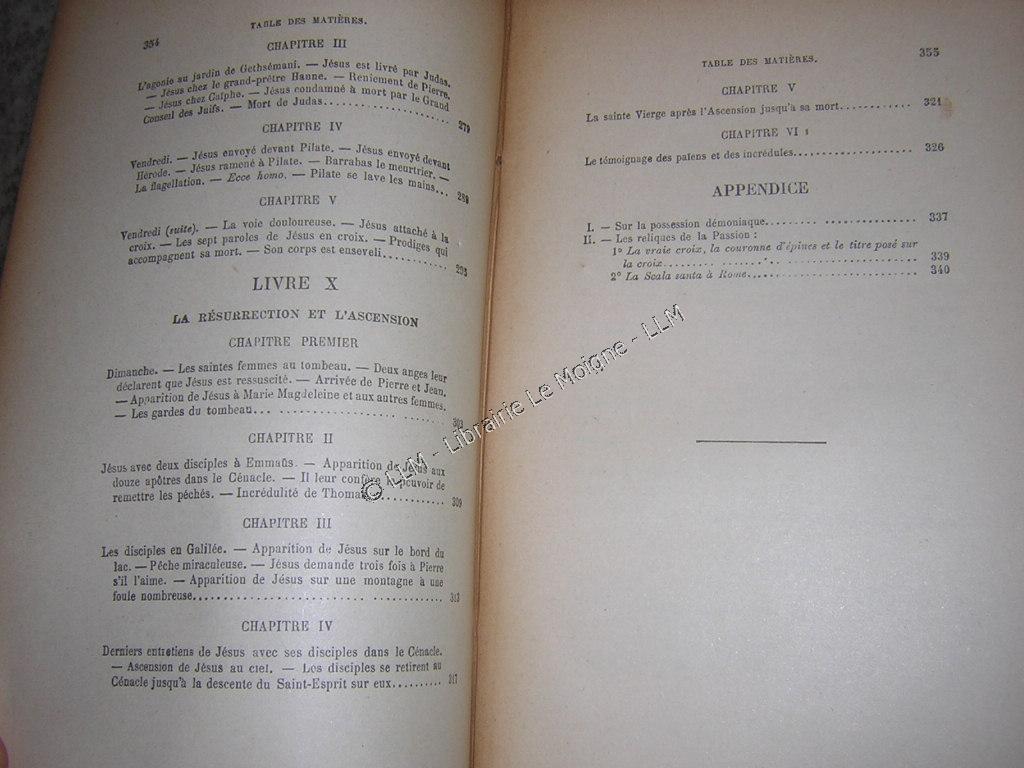 TABLE DES MATIÈRES.
354
CHAPITRE III
L'agonie au jardin de Gethsémani. — Jésus est livré par Judas.
— Jésus chez le grand-prêtre Hanne. — Reniement de Pierre.
— Jésus chez Caïphe. — Jésus condamné à mort par le Grand
Conseil des Juifs. — Mort de Judas.................... 279
CHAPITRE IV
Vendredi. — Jésus envoyé devant Pilate. — Jésus envoyé devant
Hérode. — Jésus ramené à Pilate. — Barrabas le meurtrier. —
La flagellation. — Ecce homo. — Pilate se lave les mains... 289
CHAPITRE V
Vendredi (suite). — La voie douloureuse. — Jésus attaché à la
croix. — Les sept paroles de Jésus en croix. — Prodiges qui
accompagnent sa mort. — Son corps est enseveli............ 295
LIVRE X
LA RÉSURRECTION ET L'ASCENSION
CHAPITRE PREMIER
Dimanche. — Les saintes femmes au tombeau. — Deux anges leur
déclarent que Jésus est ressuscité. — Arrivée de Pierre et Jean.
— Apparition de Jésus à Marie Magdeleine et aux autres femmes.
— Les gardes du tombeau... .................... 303
CHAPITRE II
Jésus avec deux disciples à Emmaüs. — Apparition de Jésus aux
douze apôtres dans le Cénacle. — Il leur confère le pouvoir de
remettre les péchés. — Incrédulité de Thomas............ 309
CHAPITRE III
Les disciples en Galilée. — Apparition de Jésus sur le bord du
lac. — Pêche miraculeuse. — Jésus demande trois fois à Pierre
s'il l'aime. — Apparition de Jésus sur une montagne à une
foule nombreuse.................................. 313
CHAPITRE IV
Derniers entretiens de Jésus avec ses disciples dans le Cénacle.
— Ascension de Jésus au ciel. — Les disciples se retirent au
Cénacle jusqu'à la descente du Saint-Esprit sur eux......... 317
TABLE DES MATIÈRES.
355
CHAPITRE V
La sainte Vierge après l'Ascension jusqu'à sa mort............ 321
CHAPITRE VI
Le témoignage des païens et des incrédules.................. 326
APPENDICE
I. — Sur la possession démoniaque........ ................ 337
II. — Les reliques de la Passion :
1° La vraie croix, la couronne d'épines et le titre posé sur
la croix.......................................... 339
2° La Scala santa à Rome............................ 340
© LLM - Librairie Le Moigne - LLM